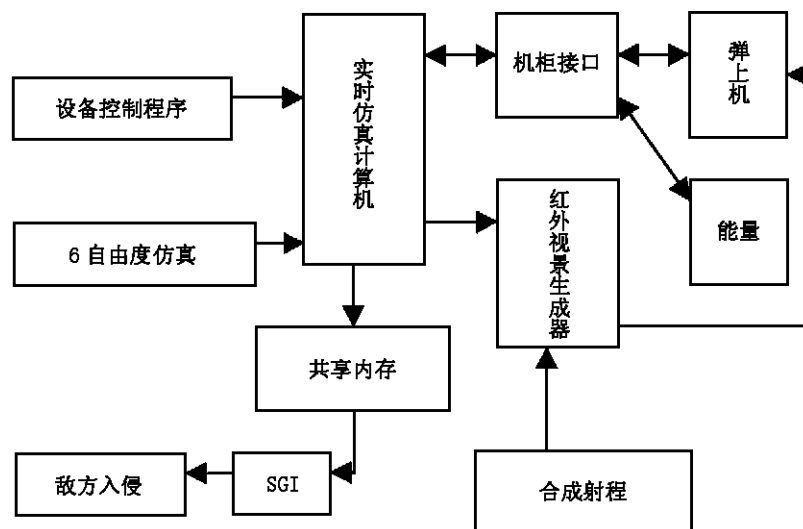 实时仿真计算机
机柜接口
弹上机
设备控制程序
红外视景生成器
能量
6自由度仿真
共享内存
敌方入侵
SGI
合成射程